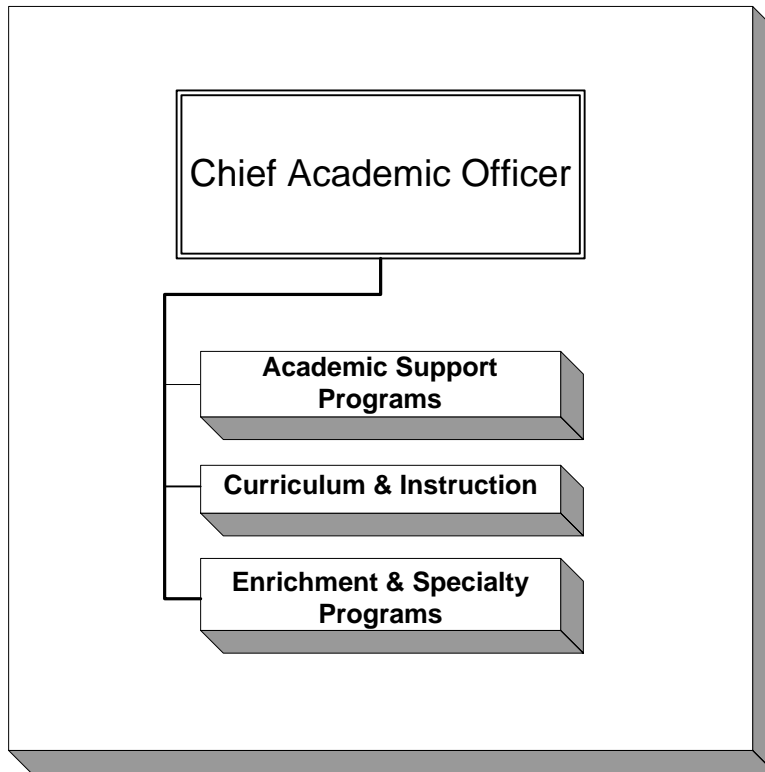 Chief Academic Officer
Academic Support
Programs
Curriculum & Instruction
Enrichment & Specialty
Programs